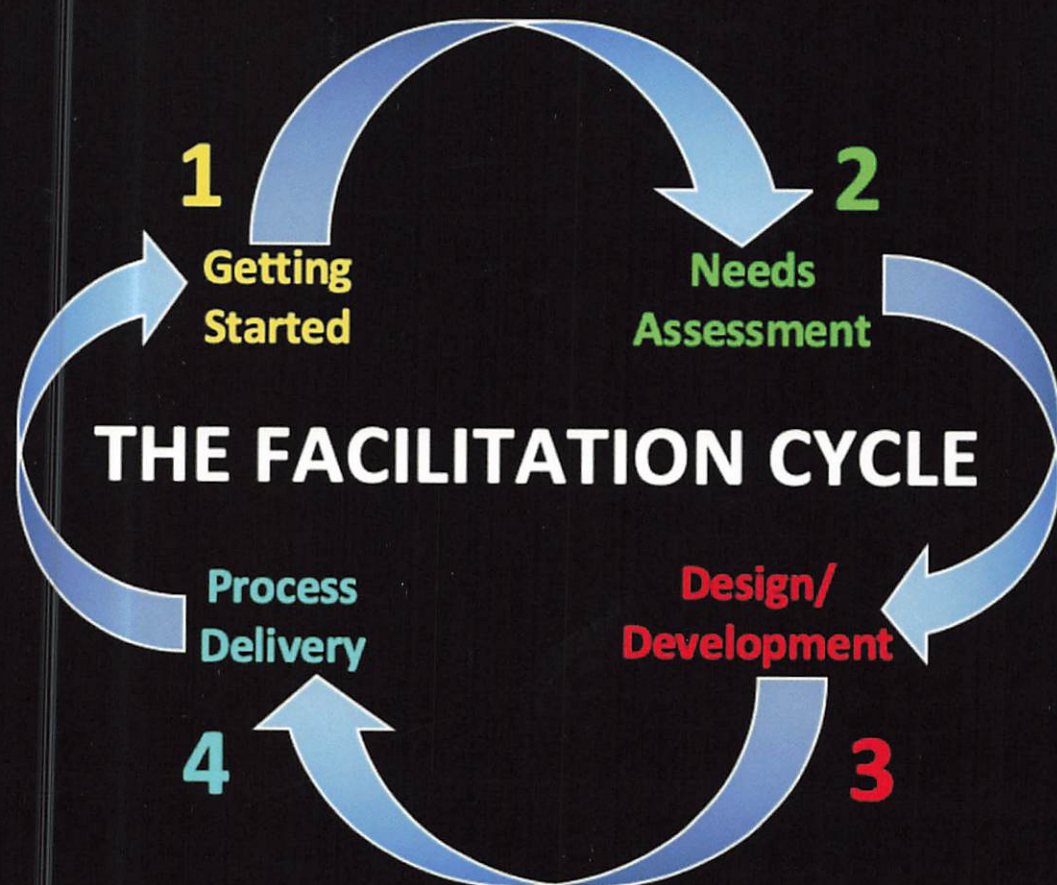 1
Getting
Started
2
Needs
Assessment
THE FACILITATION CYCLE
Process
Delivery
4
Design/
Development
3